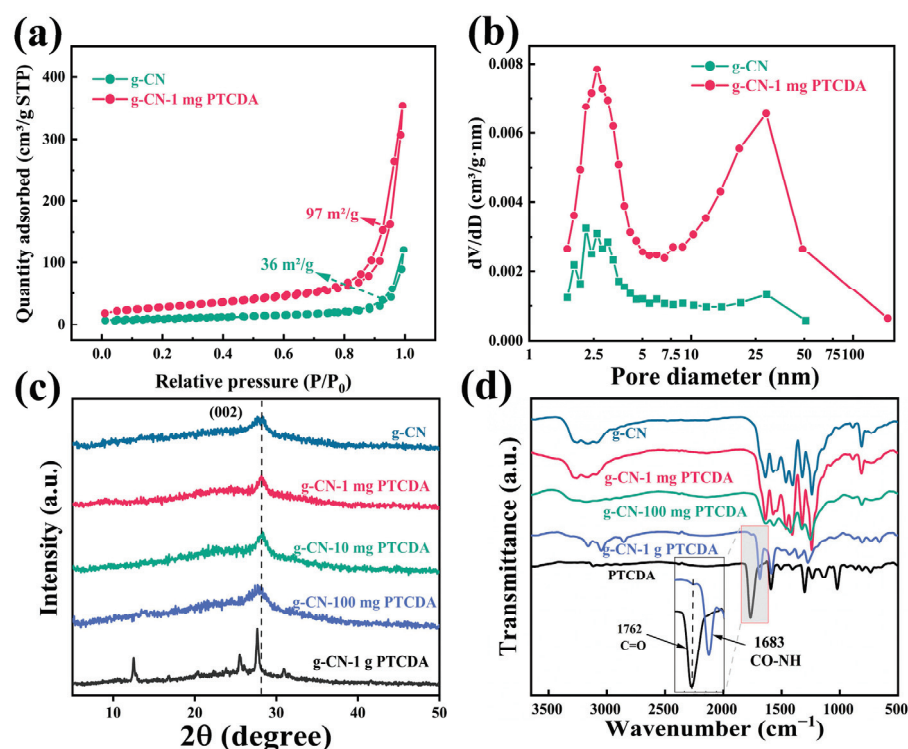 (a)
g-CN
g-CN-1 mg PTCDA
97 m²/g
36 m²/g
Quantity adsorbed (cm³/g STP)
400
350
300
250
200
150
100
50
0
0.0 0.2 0.4 0.6 0.8 1.0
Relative pressure (P/P₀)
(b)
g-CN
g-CN-1 mg PTCDA
dV/dD (cm³/g·nm)
0.008
0.006
0.004
0.002
0.000
1 2.5 5 7.5 10 25 50 75 100
Pore diameter (nm)
(c)
(002)
g-CN
g-CN-1 mg PTCDA
g-CN-10 mg PTCDA
g-CN-100 mg PTCDA
g-CN-1 g PTCDA
Intensity (a.u.)
10 20 30 40 50
2θ (degree)
(d)
g-CN
g-CN-1 mg PTCDA
g-CN-100 mg PTCDA
g-CN-1 g PTCDA
PTCDA
1762
C=O
1683
CO-NH
Transmittance (a.u.)
3500 3000 2500 2000 1500 1000 500
Wavenumber (cm⁻¹)